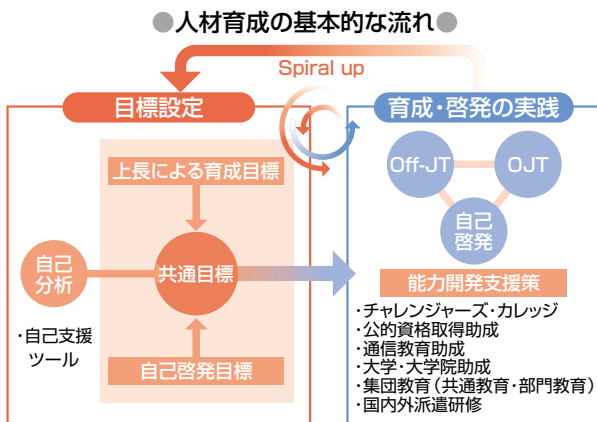 ●人材育成の基本的な流れ●
Spiral up
目標設定
上長による育成目標
自己
分析
共通目標
・自己支援
ツール
自己啓発目標
育成・啓発の実践
Off-JT
OJT
自己
啓発
能力開発支援策
・チャレンジャーズ・カレッジ
・公的資格取得助成
・通信教育助成
・大学・大学院助成
・集団教育（共通教育・部門教育）
・国内外派遣研修